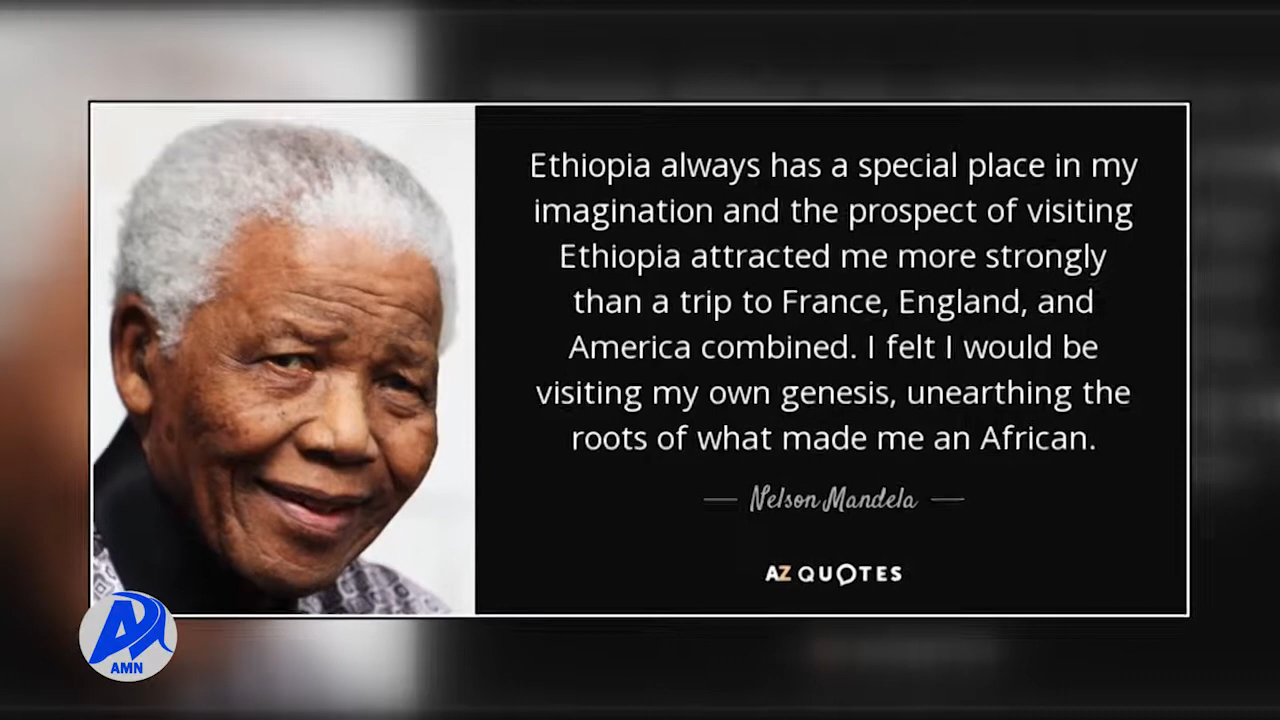 Ethiopia always has a special place in my
imagination and the prospect of visiting
Ethiopia attracted me more strongly
than a trip to France, England, and
America combined. I felt I would be
visiting my own genesis, unearthing the
roots of what made me an African.
Nelson Mandela
AZ QUOTES
AMN